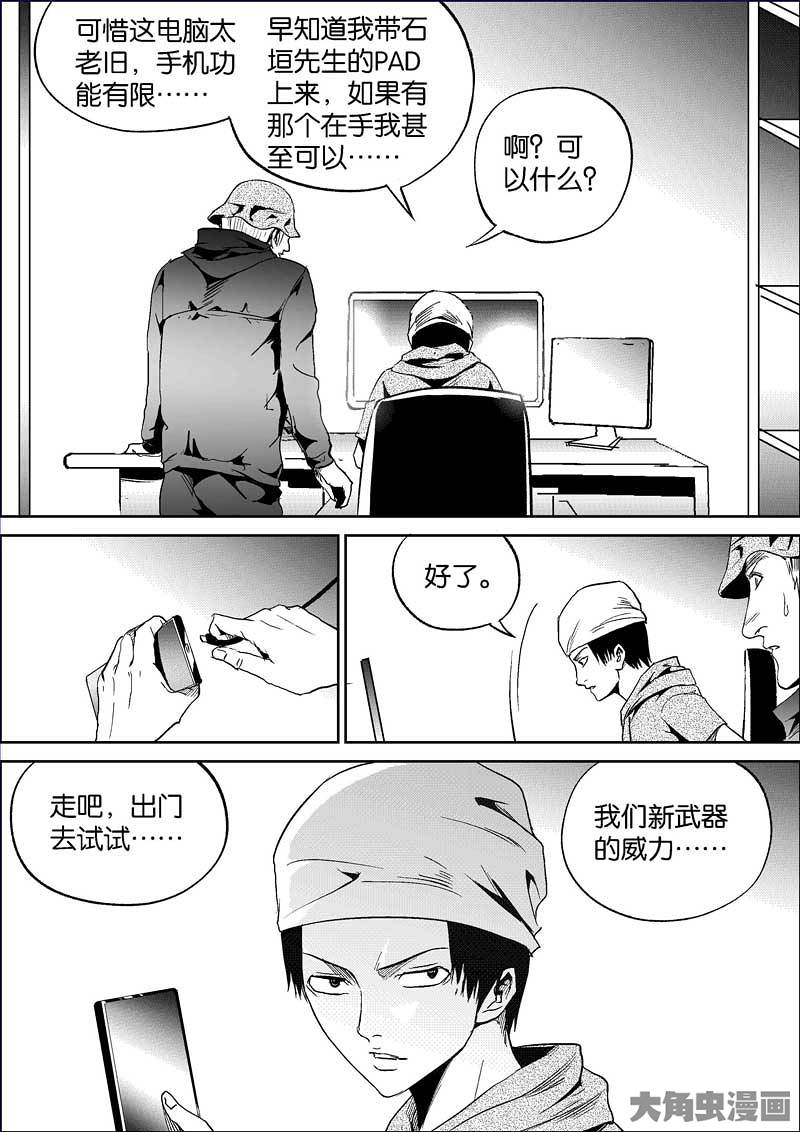 可惜这电脑太
老旧，手机功
能有限……
早知道我带石
垣先生的PAD
上来，如果有
那个在手我甚
至可以……
啊？可
以什么？
好了。
走吧，出门
去试试……
我们新武器
的威力……
大角虫漫画